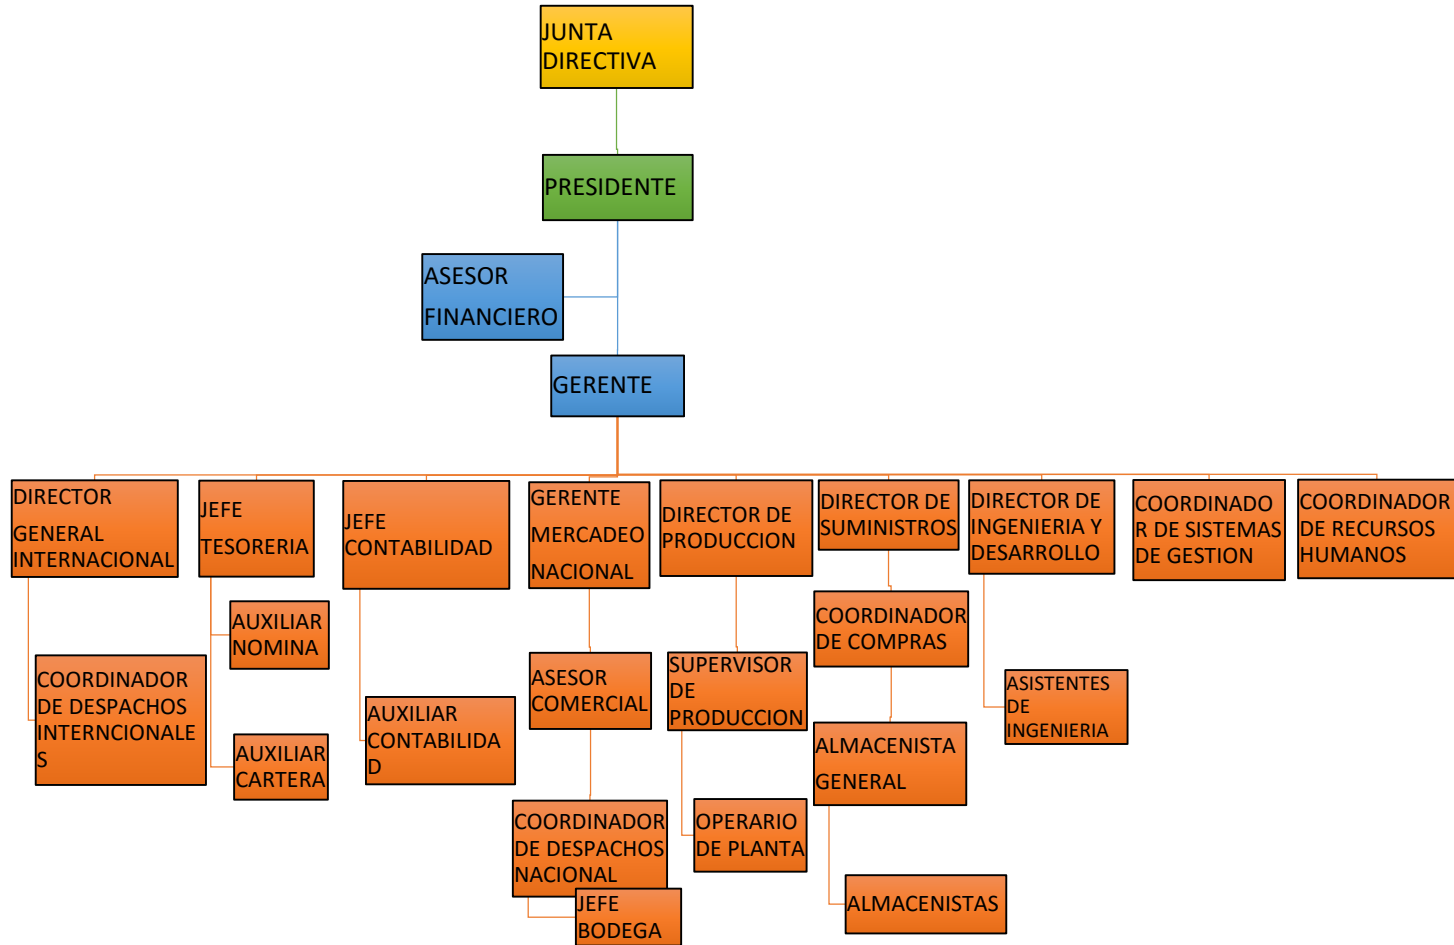 JUNTA
DIRECTIVA
PRESIDENTE
ASESOR
FINANCIERO
GERENTE
DIRECTOR
GENERAL
INTERNACIONAL
JEFE
TESORERIA
JEFE
CONTABILIDAD
GERENTE
MERCADEO
NACIONAL
DIRECTOR DE
PRODUCCION
DIRECTOR DE
SUMINISTROS
DIRECTOR DE
INGENIERIA Y
DESARROLLO
COORDINADO
R DE SISTEMAS
DE GESTION
COORDINADOR
DE RECURSOS
HUMANOS
AUXILIAR
NOMINA
COORDINADOR
DE COMPRAS
COORDINADOR
DE DESPACHOS
INTERNCIONALE
S
AUXILIAR
CONTABILIDA
D
ASESOR
COMERCIAL
SUPERVISOR
DE
PRODUCCION
ASISTENTES
DE
INGENIERIA
AUXILIAR
CARTERA
ALMACENISTA
GENERAL
COORDINADOR
DE DESPACHOS
NACIONAL
OPERARIO
DE PLANTA
JEFE
BODEGA
ALMACENISTAS